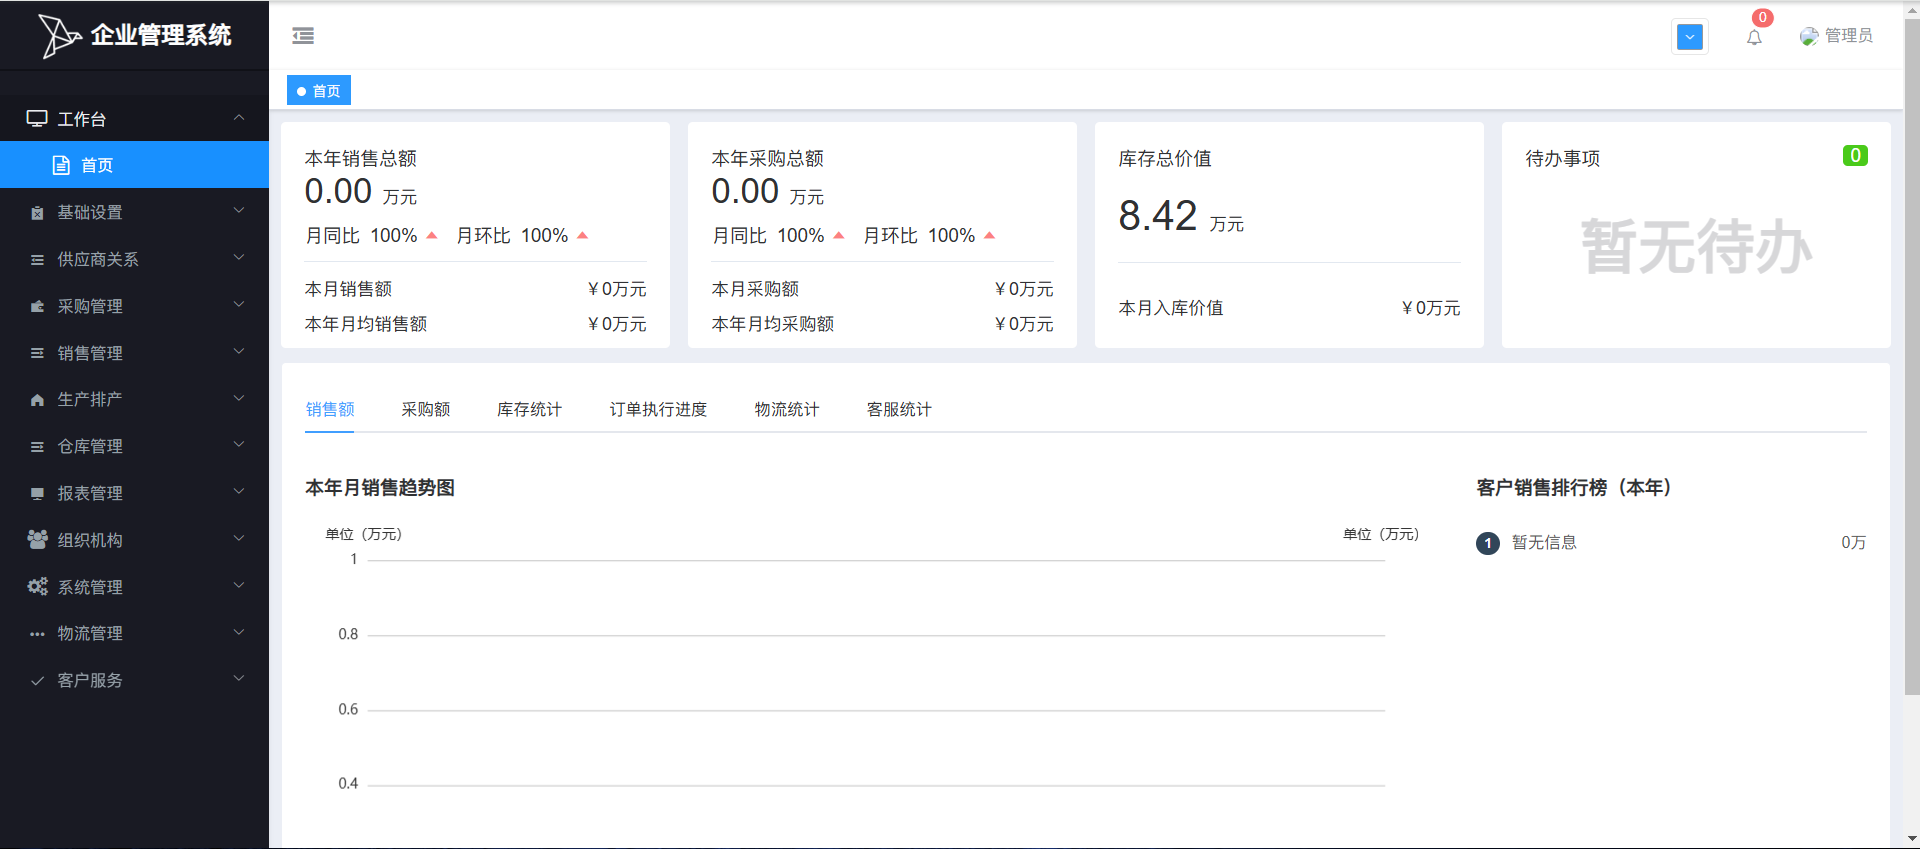 企业管理系统
0
管理员
首页
工作台
首页
基础设置
供应商关系
采购管理
销售管理
生产排产
仓库管理
报表管理
组织机构
系统管理
物流管理
客户服务
本年销售总额
0.00 万元
月同比 100% 月环比 100%
本月销售额 ￥0万元
本年月均销售额 ￥0万元
本年采购总额
0.00 万元
月同比 100% 月环比 100%
本月采购额 ￥0万元
本年月均采购额 ￥0万元
库存总价值
8.42 万元
本月入库价值 ￥0万元
待办事项 0
暂无待办
销售额 采购额 库存统计 订单执行进度 物流统计 客服统计
本年月销售趋势图
单位（万元） 单位（万元）
1
0.8
0.6
0.4
客户销售排行榜（本年）
1 暂无信息 0万